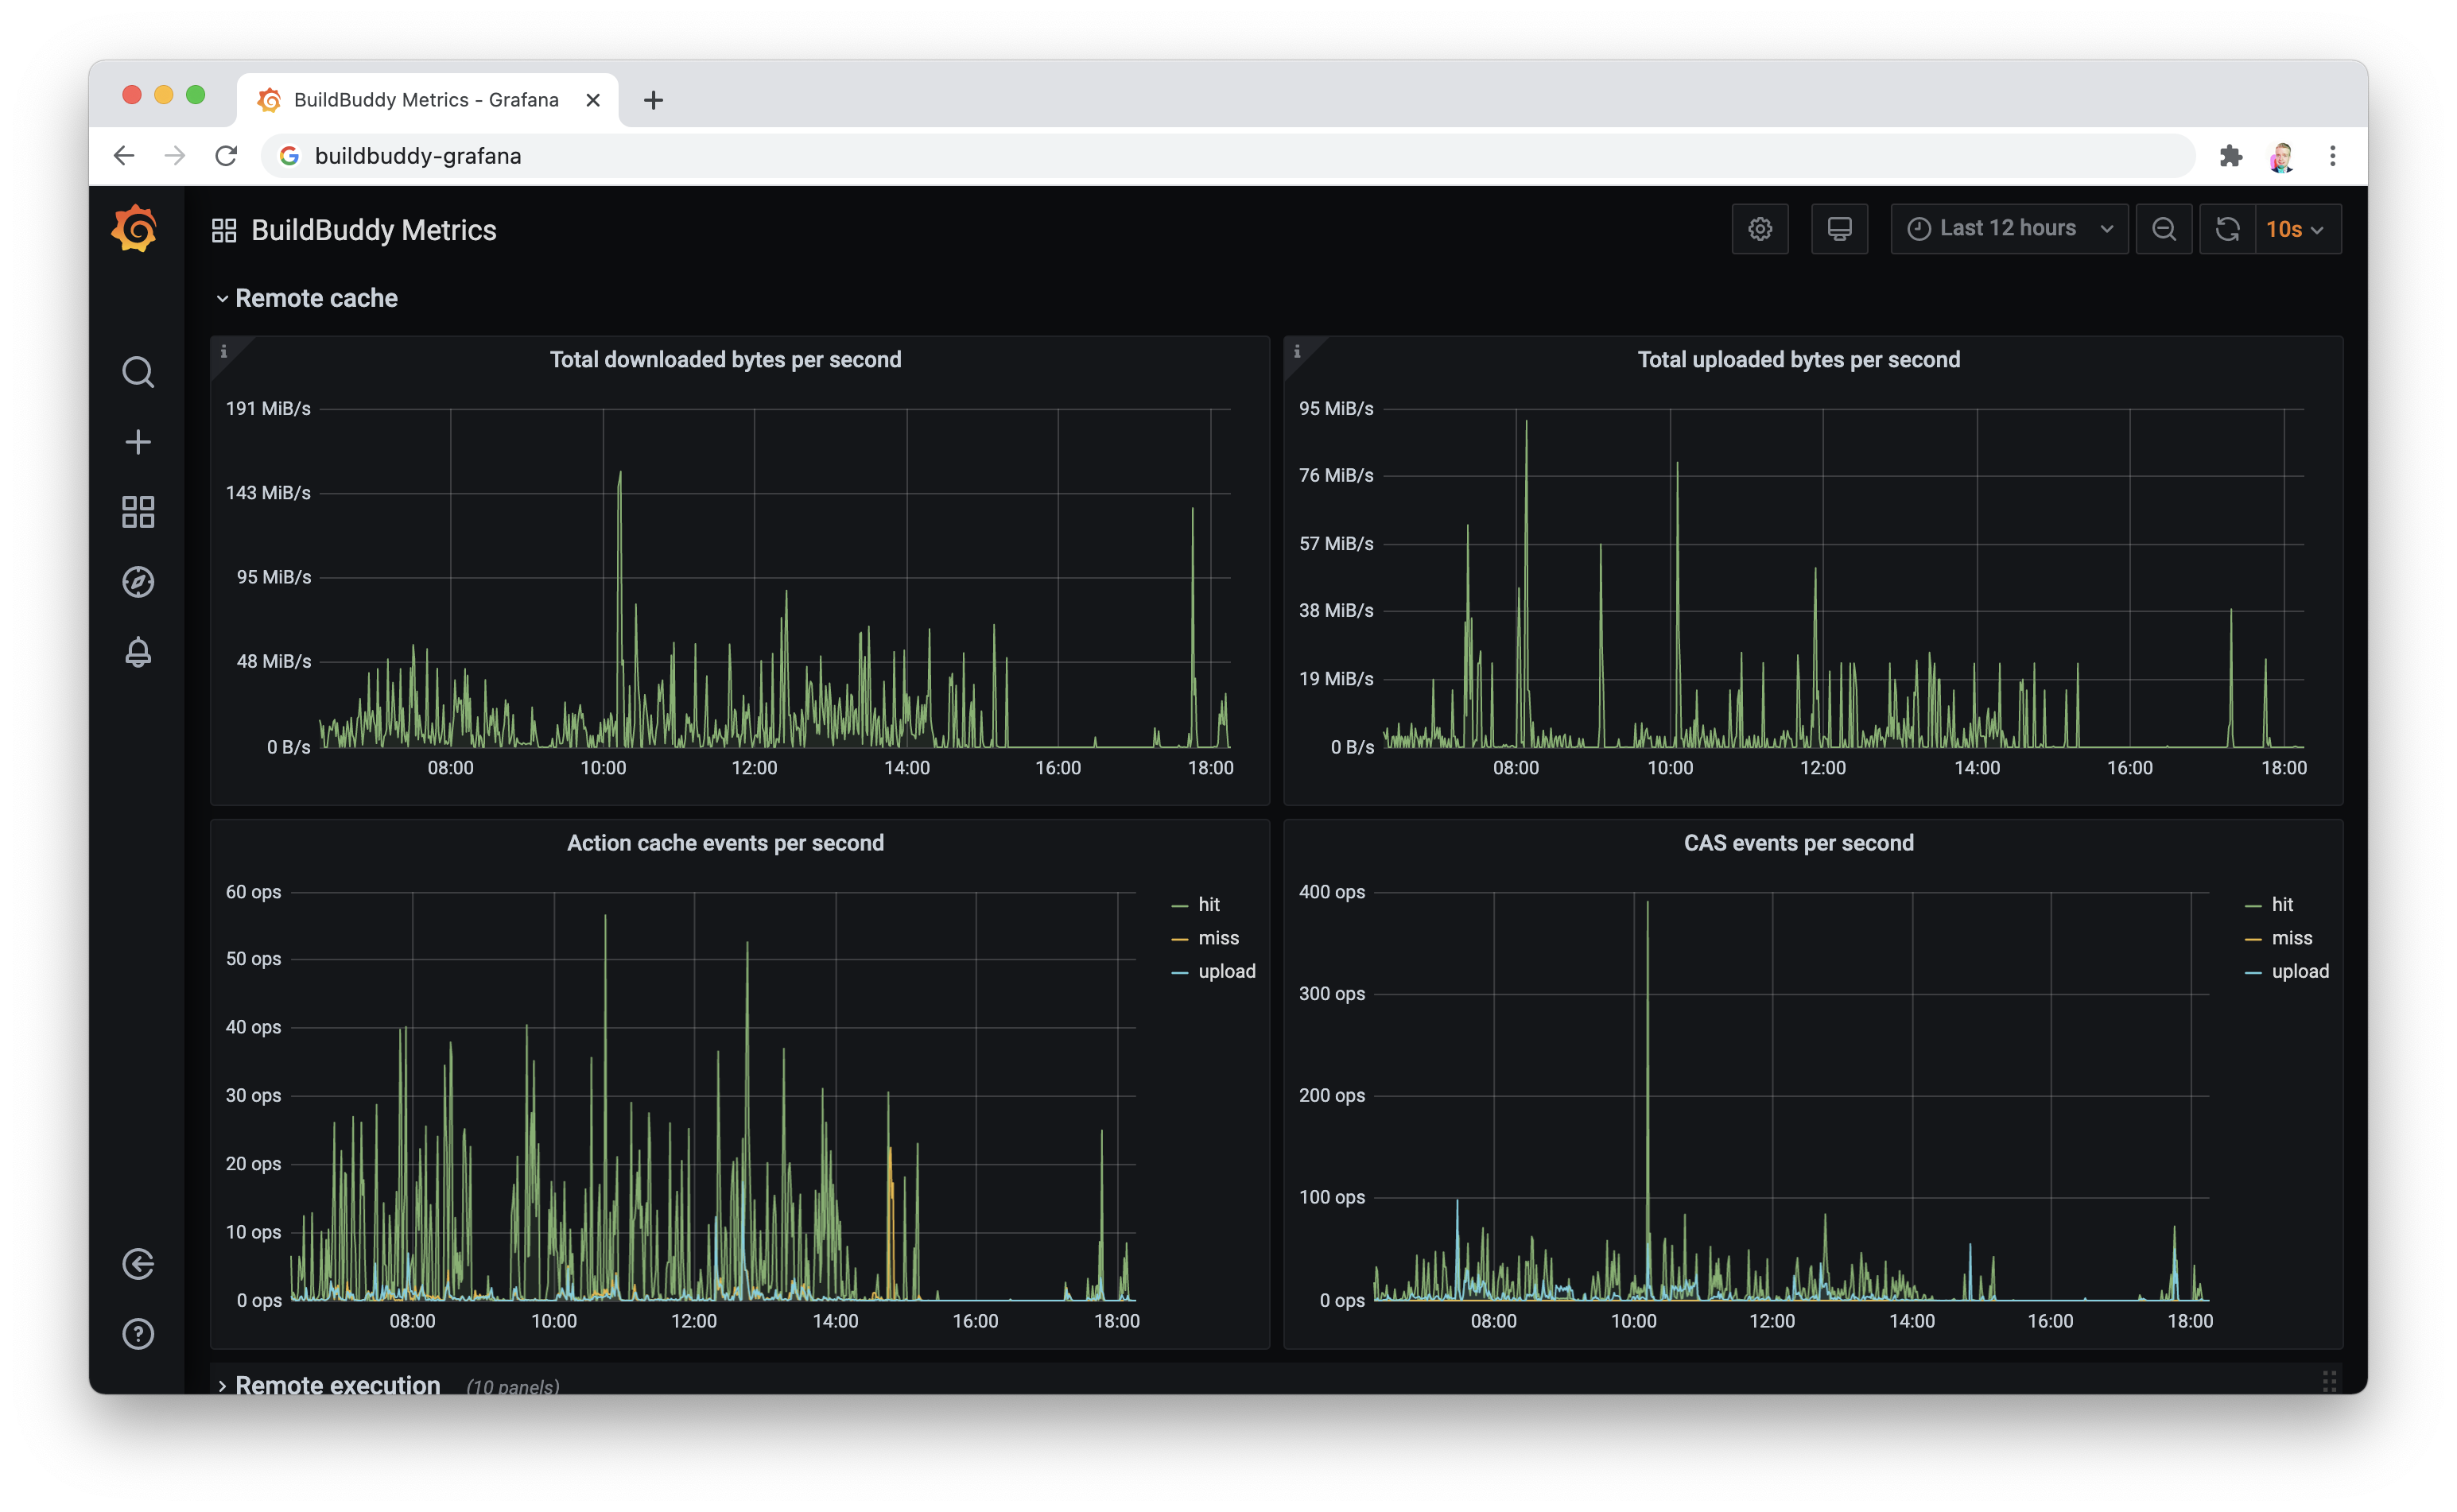 BuildBuddy Metrics - Grafana
buildbuddy-grafana
BuildBuddy Metrics
Last 12 hours
10s
Remote cache
Total downloaded bytes per second
191 MiB/s
143 MiB/s
95 MiB/s
48 MiB/s
0 B/s
08:00 10:00 12:00 14:00 16:00 18:00
Total uploaded bytes per second
95 MiB/s
76 MiB/s
57 MiB/s
38 MiB/s
19 MiB/s
0 B/s
08:00 10:00 12:00 14:00 16:00 18:00
Action cache events per second
60 ops
50 ops
40 ops
30 ops
20 ops
10 ops
0 ops
08:00 10:00 12:00 14:00 16:00 18:00
hit
miss
upload
CAS events per second
400 ops
300 ops
200 ops
100 ops
0 ops
08:00 10:00 12:00 14:00 16:00 18:00
hit
miss
upload
Remote execution (10 panels)